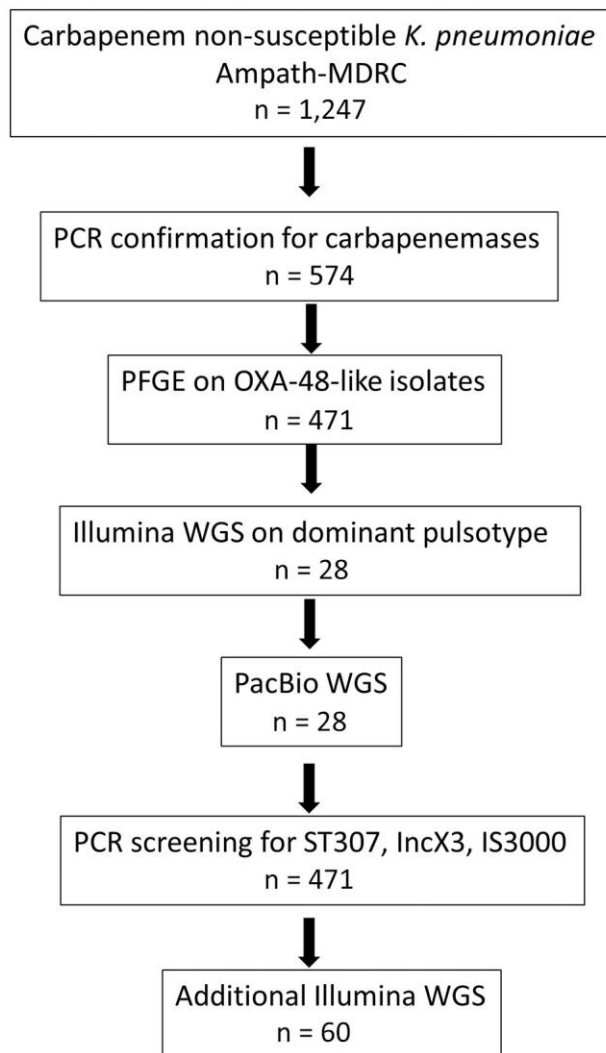 Carbapenem non-susceptible K. pneumoniae
Ampath-MDRC
n = 1,247
PCR confirmation for carbapenemases
n = 574
PFGE on OXA-48-like isolates
n = 471
Illumina WGS on dominant pulsotype
n = 28
PacBio WGS
n = 28
PCR screening for ST307, IncX3, IS3000
n = 471
Additional Illumina WGS
n = 60